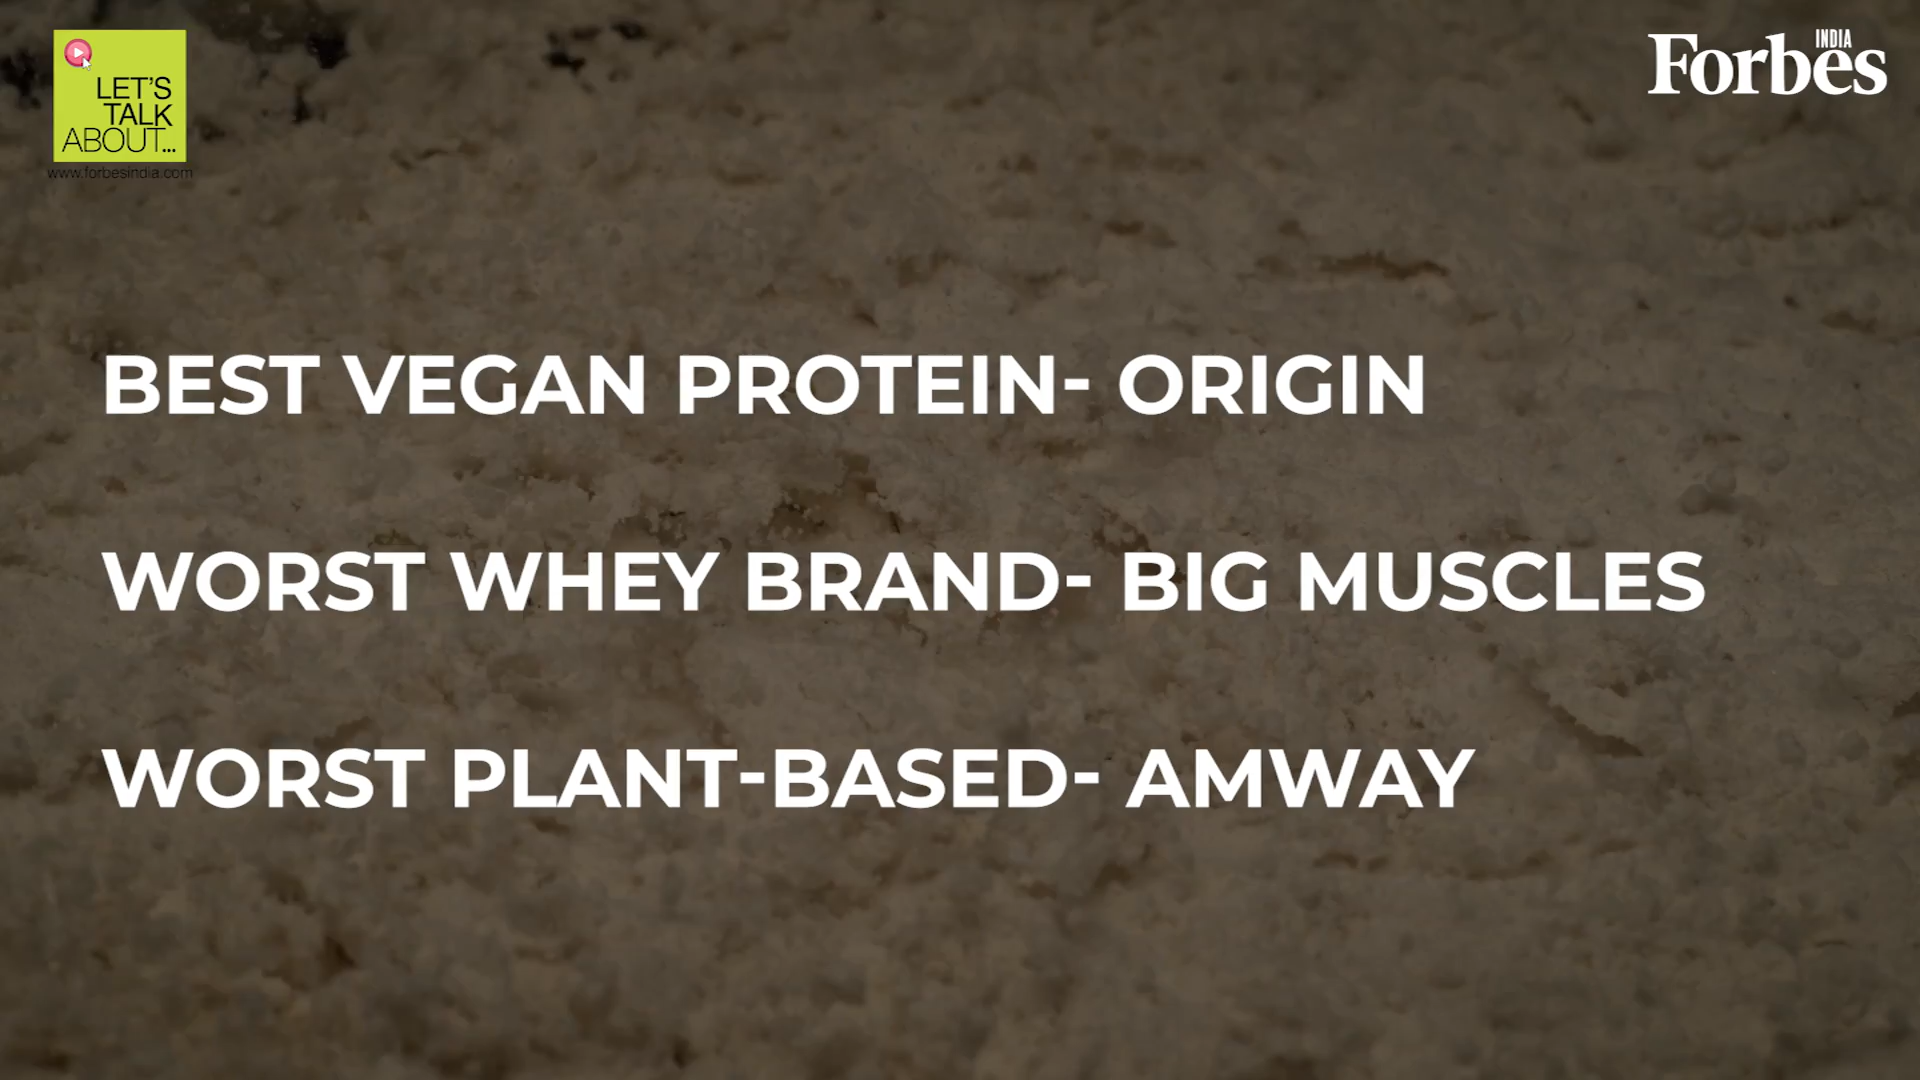 LET'S
TALK
ABOUT...
www.forbesindia.com
Forbes
INDIA
BEST VEGAN PROTEIN- ORIGIN
WORST WHEY BRAND- BIG MUSCLES
WORST PLANT-BASED- AMWAY